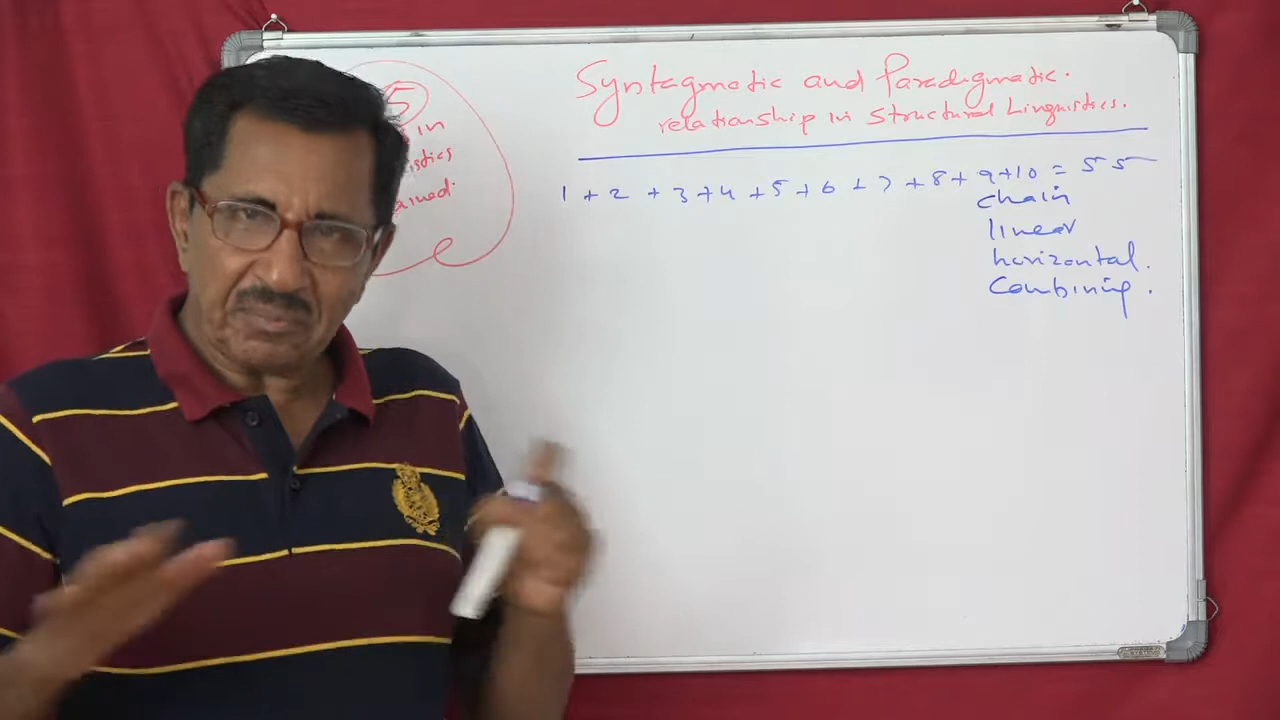 5
in
istics
ained.
Syntagmatic and Paradigmatic.
relationship in Structural Linguistics.
1 + 2 + 3 + 4 + 5 + 6 + 7 + 8 + 9 + 10 = 55
chain
linear
horizontal.
Combining.